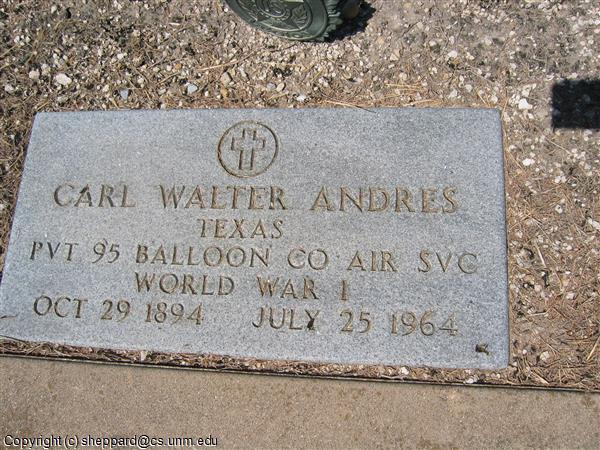 CARL WALTER ANDRES
TEXAS
PVT 95 BALLOON CO AIR SVC
WORLD WAR I
OCT 29 1894 JULY 25 1964
Copyright (c) sheppard@cs.unm.edu